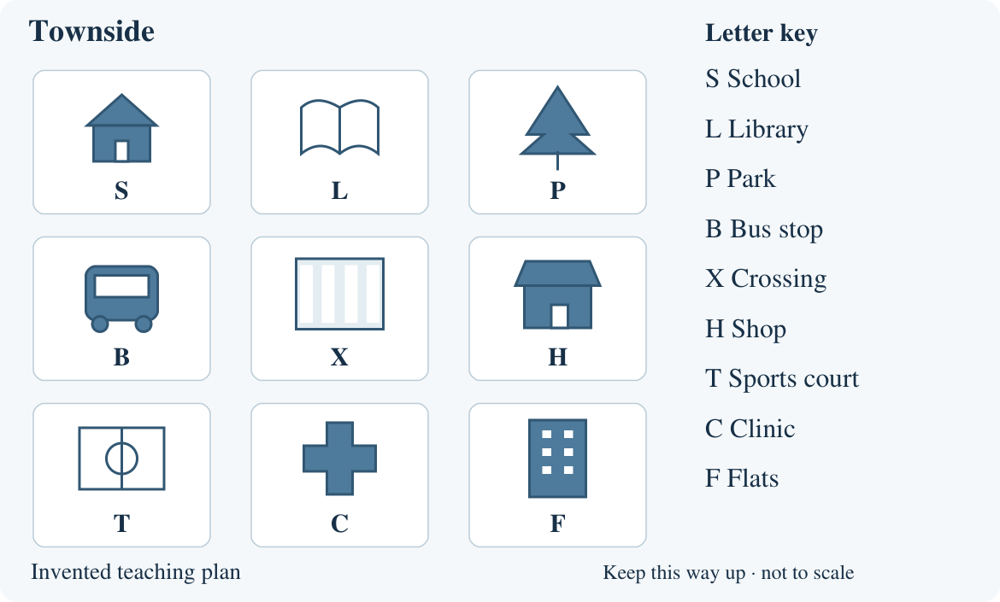 Townside
S
L
P
B
X
H
T
C
F
Invented teaching plan
Letter key
S School
L Library
P Park
B Bus stop
X Crossing
H Shop
T Sports court
C Clinic
F Flats
Keep this way up · not to scale